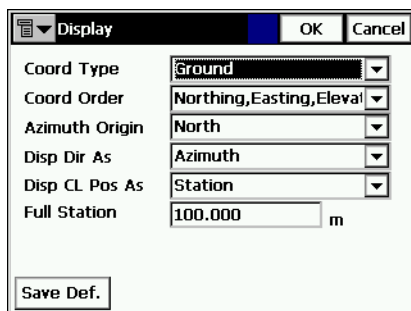 Display OK Cancel
Coord Type Ground
Coord Order Northing,Easting,Elevat
Azimuth Origin North
Disp Dir As Azimuth
Disp CL Pos As Station
Full Station 100.000 m
Save Def.